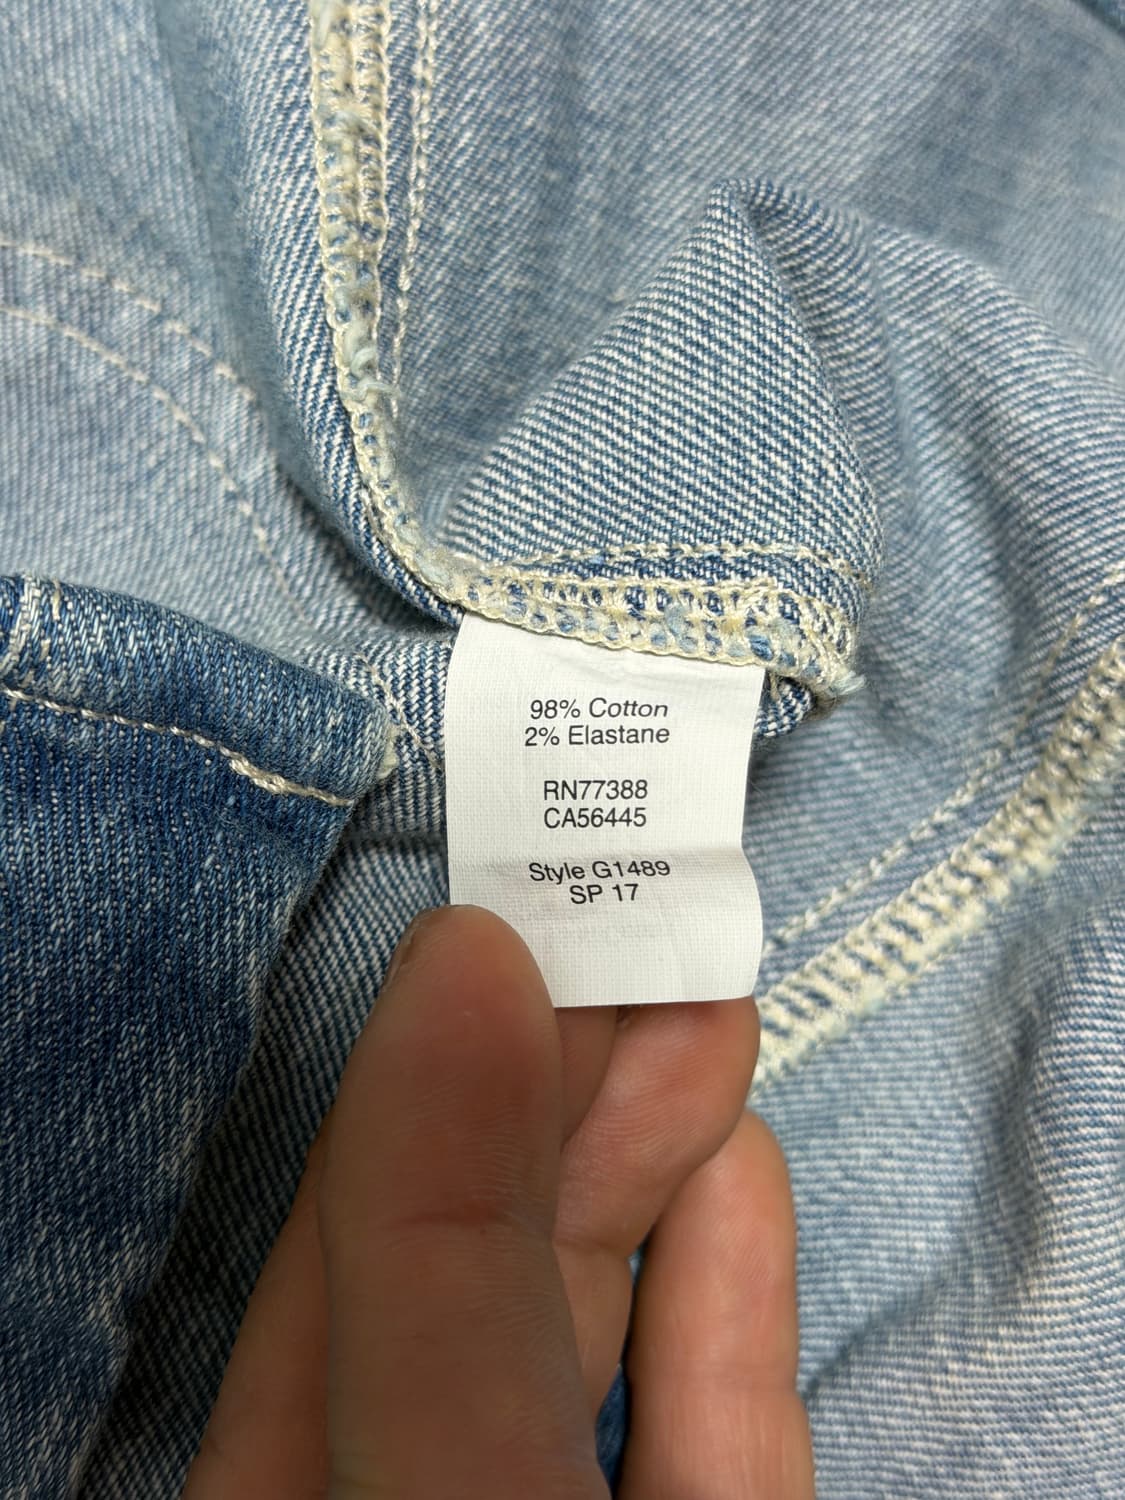 98% Cotton
2% Elastane
RN77388
CA56445
Style G1489
SP 17